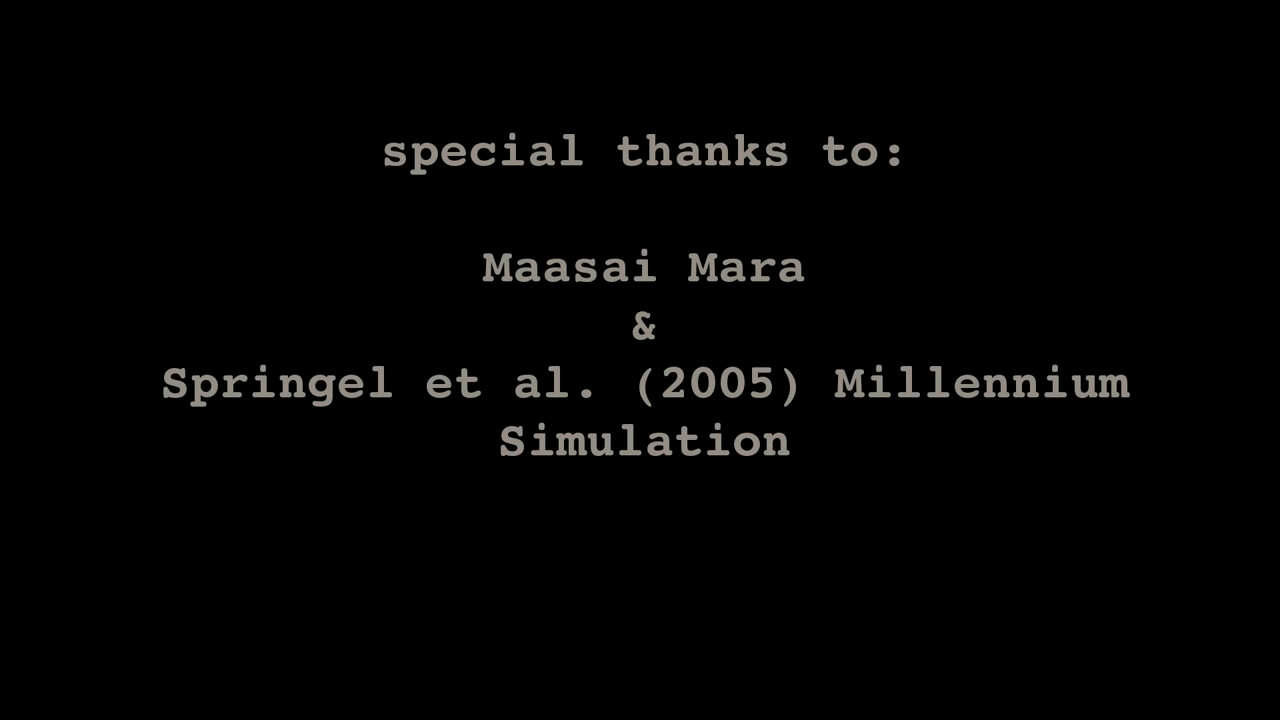 special thanks to:
Maasai Mara
&
Springel et al. (2005) Millennium
Simulation